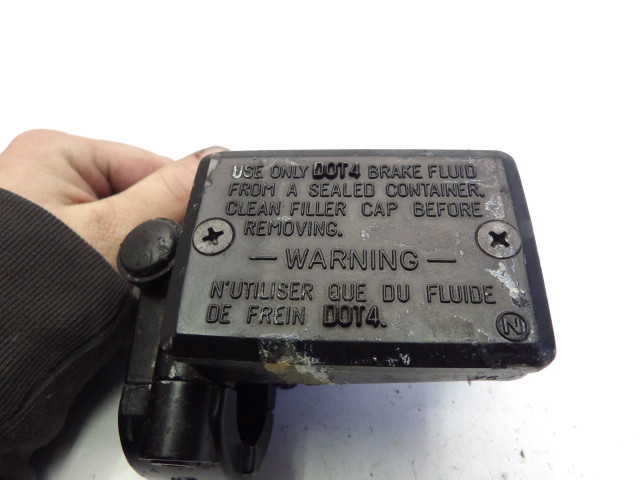 USE ONLY DOT4 BRAKE FLUID
FROM A SEALED CONTAINER.
CLEAN FILLER CAP BEFORE
REMOVING.
— WARNING —
N'UTILISER QUE DU FLUIDE
DE FREIN DOT4.
N